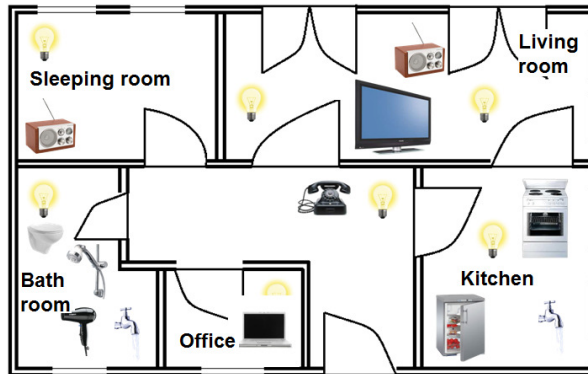 Sleeping room
Living
room
Bath
room
Office
Kitchen